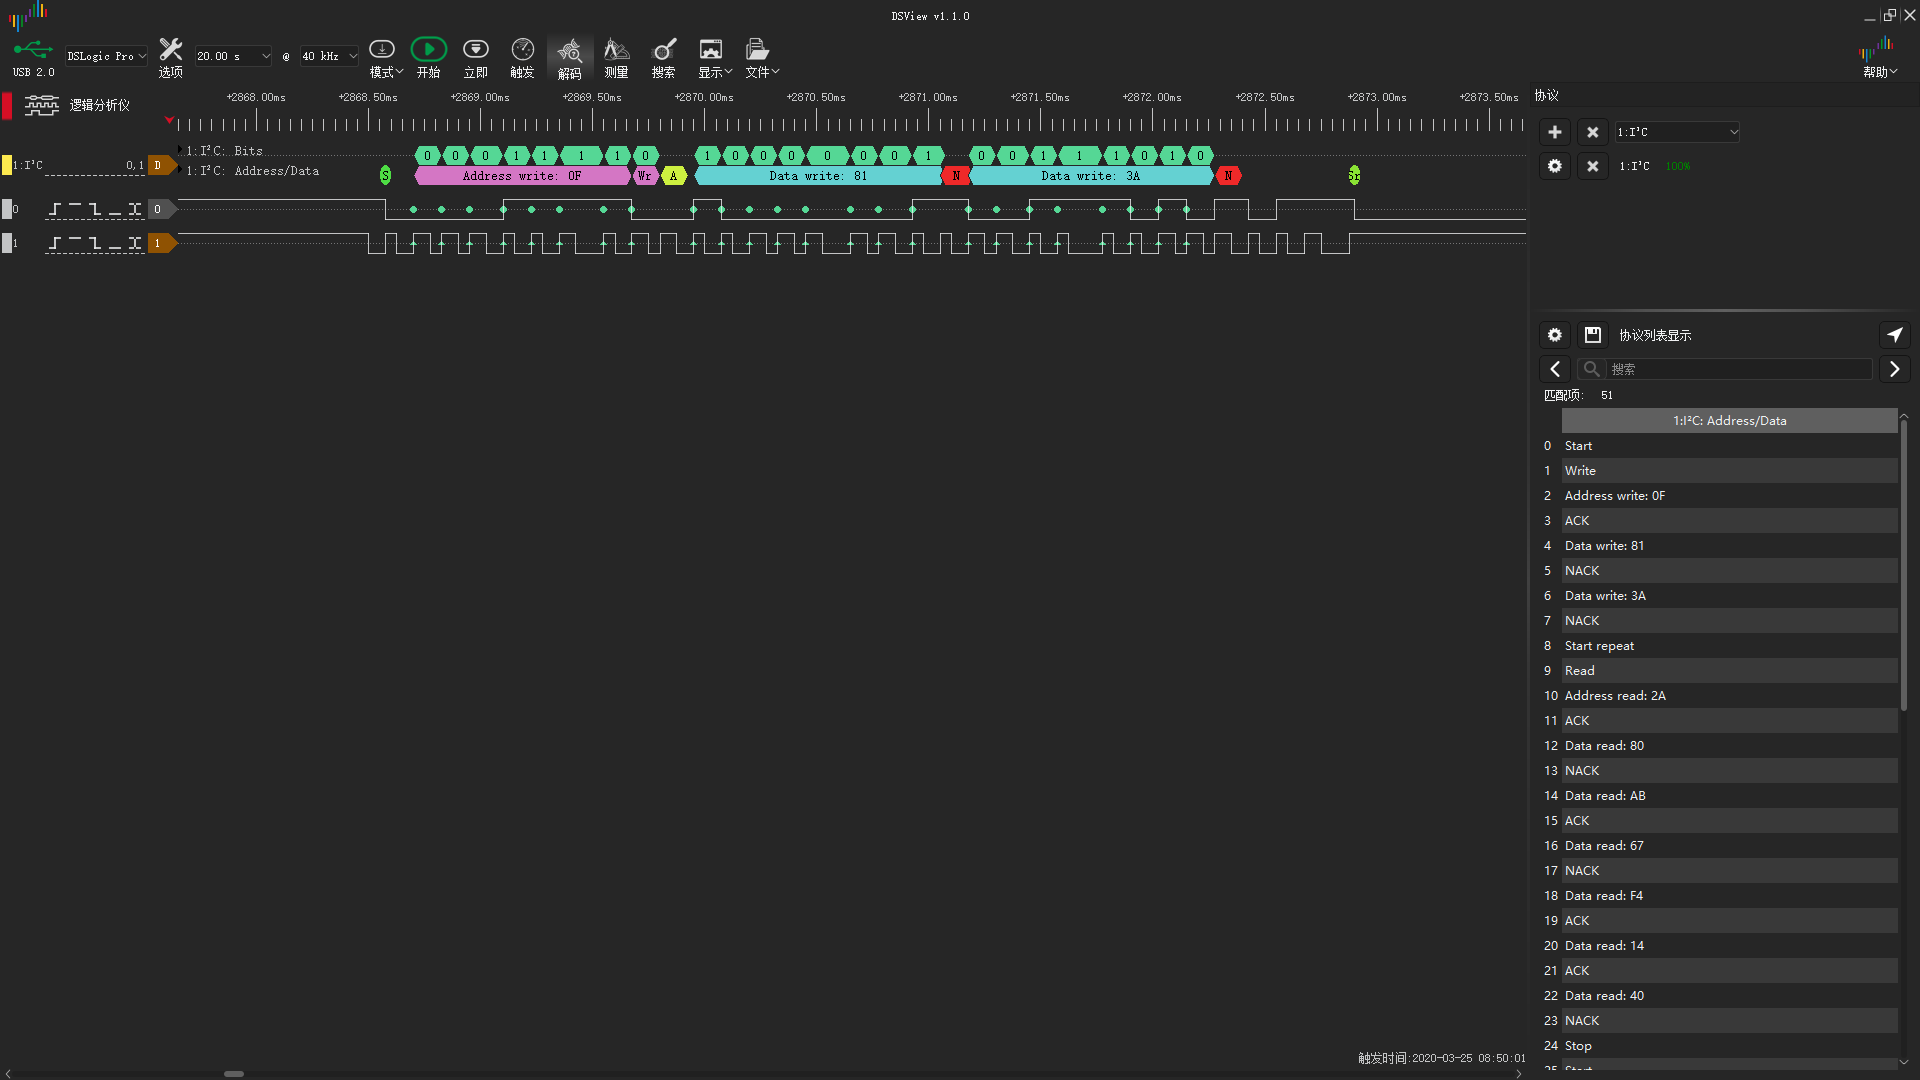 DSView v1.1.0
USB 2.0
DSLogic Pro
选项
20.00 s
@
40 kHz
模式
开始
立即
触发
解码
测量
搜索
显示
文件
帮助
逻辑分析仪
+2868.00ms +2868.50ms +2869.00ms +2869.50ms +2870.00ms +2870.50ms +2871.00ms +2871.50ms +2872.00ms +2872.50ms +2873.00ms +2873.50ms
1:I²C 0,1 D
1:I²C: Bits
0 0 0 1 1 1 1 0 1 0 0 0 0 0 0 1 0 0 1 1 1 0 1 0
1:I²C: Address/Data
S Address write: 0F Wr A Data write: 81 N Data write: 3A N Sr
0 0
1 1
协议
1:I²C
1:I²C 100%
协议列表显示
搜索
匹配项: 51
1:I²C: Address/Data
0 Start
1 Write
2 Address write: 0F
3 ACK
4 Data write: 81
5 NACK
6 Data write: 3A
7 NACK
8 Start repeat
9 Read
10 Address read: 2A
11 ACK
12 Data read: 80
13 NACK
14 Data read: AB
15 ACK
16 Data read: 67
17 NACK
18 Data read: F4
19 ACK
20 Data read: 14
21 ACK
22 Data read: 40
23 NACK
24 Stop
25 Start
触发时间:2020-03-25 08:50:01